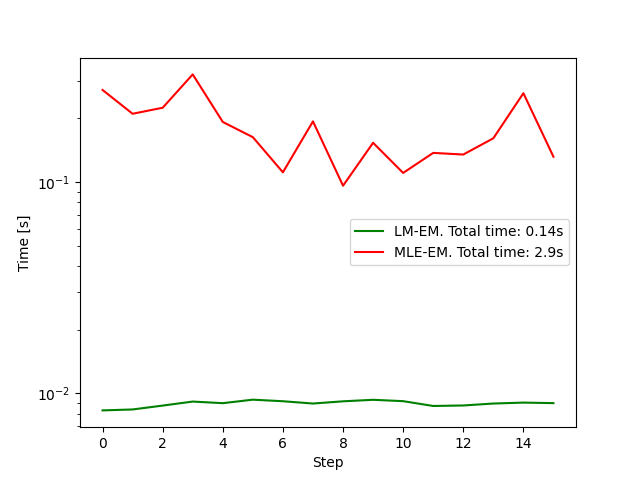 10⁻¹
10⁻²
Time [s]
LM-EM. Total time: 0.14s
MLE-EM. Total time: 2.9s
0 2 4 6 8 10 12 14
Step